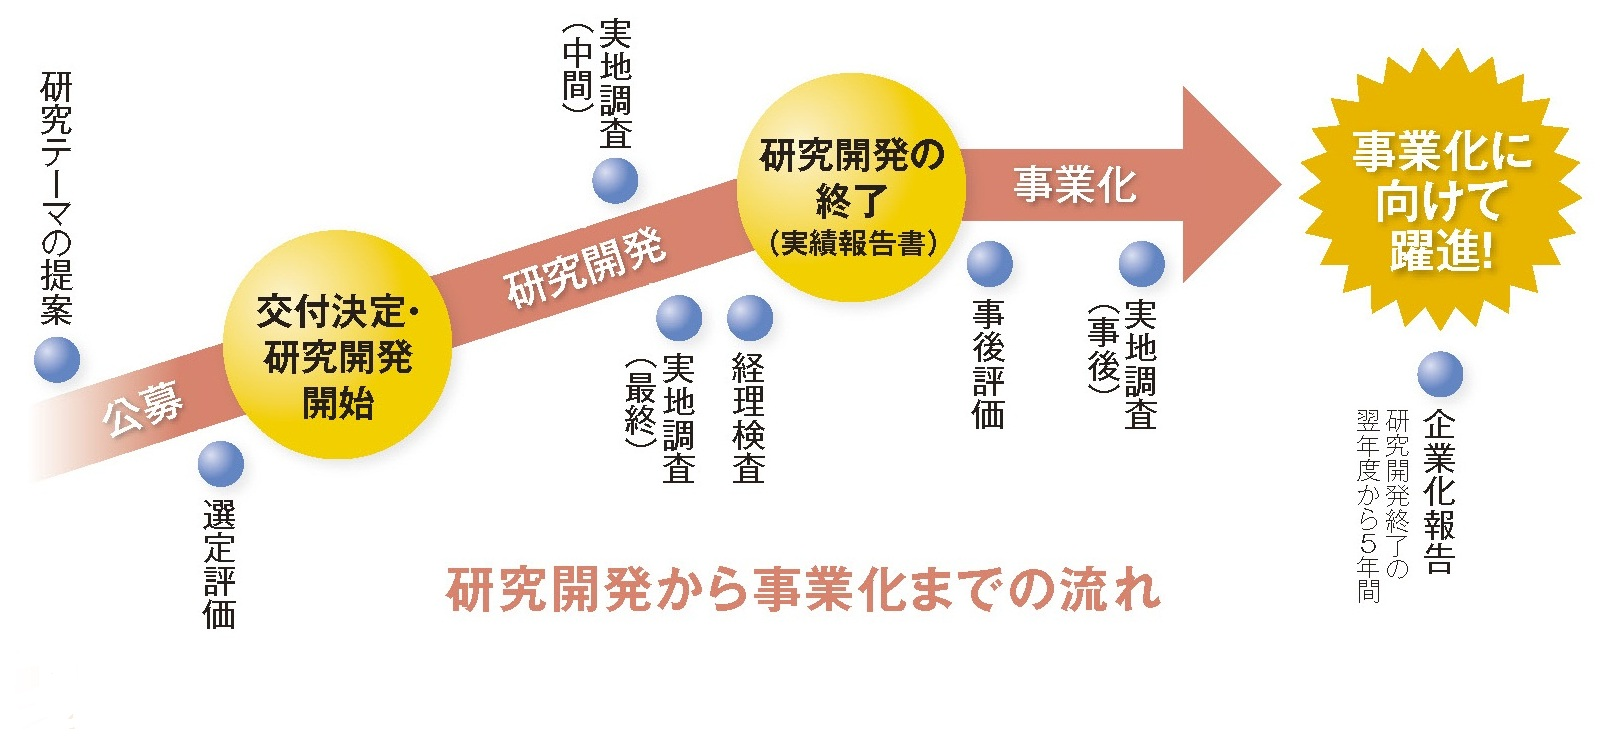 研究テーマの提案
公募
選定評価
交付決定・
研究開発
開始
研究開発
実地調査
（中間）
実地調査
（最終）
経理検査
研究開発の
終了
（実績報告書）
事業化
事後評価
実地調査
（事後）
事業化に
向けて
躍進!
企業化報告
研究開発終了の
翌年度から5年間
研究開発から事業化までの流れ